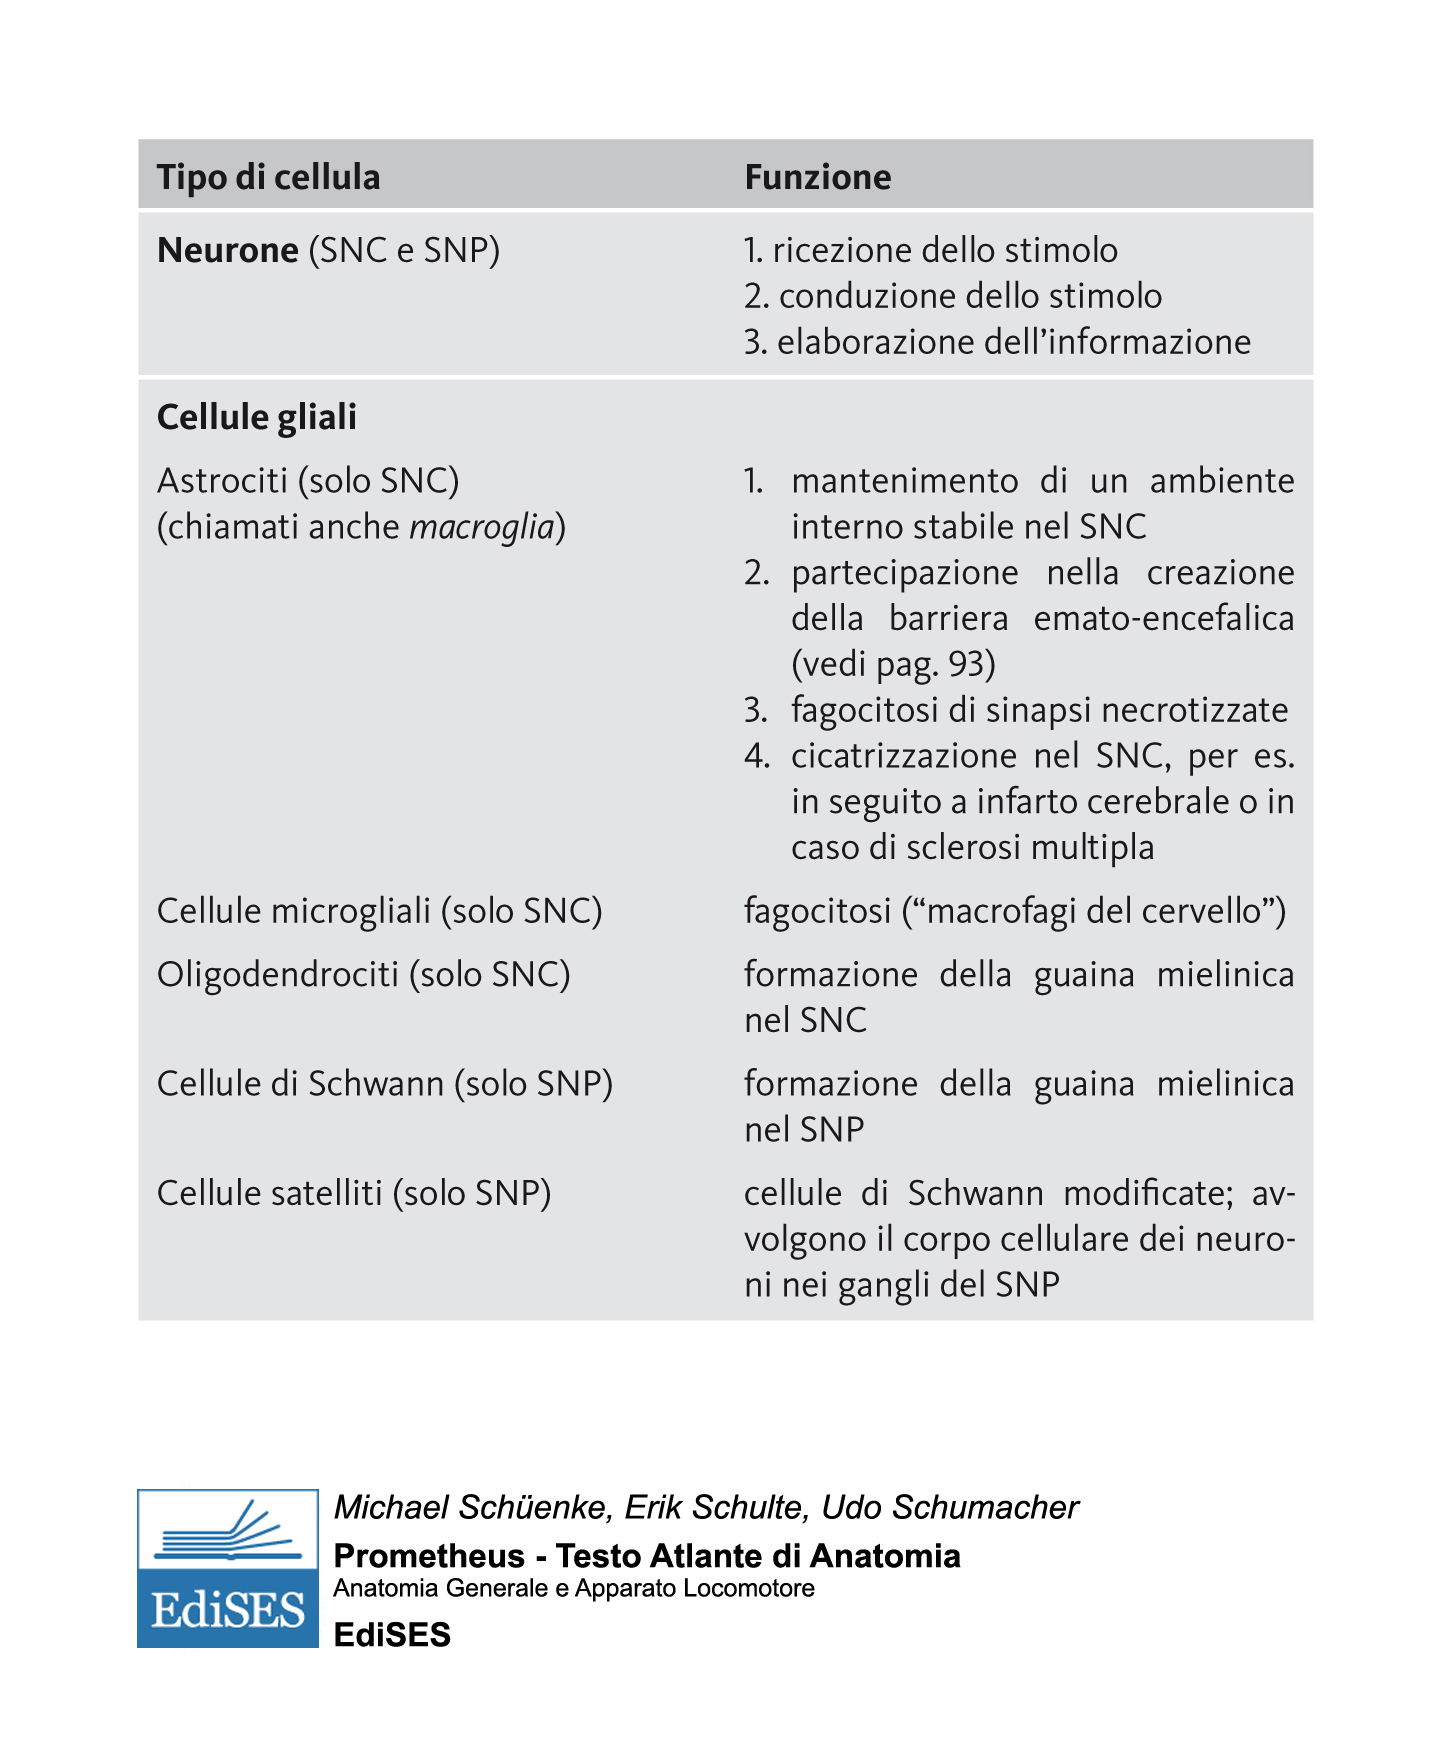 Tipo di cellula Funzione
Neurone (SNC e SNP) 1. ricezione dello stimolo
2. conduzione dello stimolo
3. elaborazione dell’informazione
Cellule gliali
Astrociti (solo SNC) 1. mantenimento di un ambiente
(chiamati anche macroglia) interno stabile nel SNC
2. partecipazione nella creazione
della barriera emato-encefalica
(vedi pag. 93)
3. fagocitosi di sinapsi necrotizzate
4. cicatrizzazione nel SNC, per es.
in seguito a infarto cerebrale o in
caso di sclerosi multipla
Cellule microgliali (solo SNC) fagocitosi (“macrofagi del cervello”)
Oligodendrociti (solo SNC) formazione della guaina mielinica
nel SNC
Cellule di Schwann (solo SNP) formazione della guaina mielinica
nel SNP
Cellule satelliti (solo SNP) cellule di Schwann modificate; av-
volgono il corpo cellulare dei neuro-
ni nei gangli del SNP
Michael Schüenke, Erik Schulte, Udo Schumacher
Prometheus - Testo Atlante di Anatomia
Anatomia Generale e Apparato Locomotore
EdiSES
EdiSES